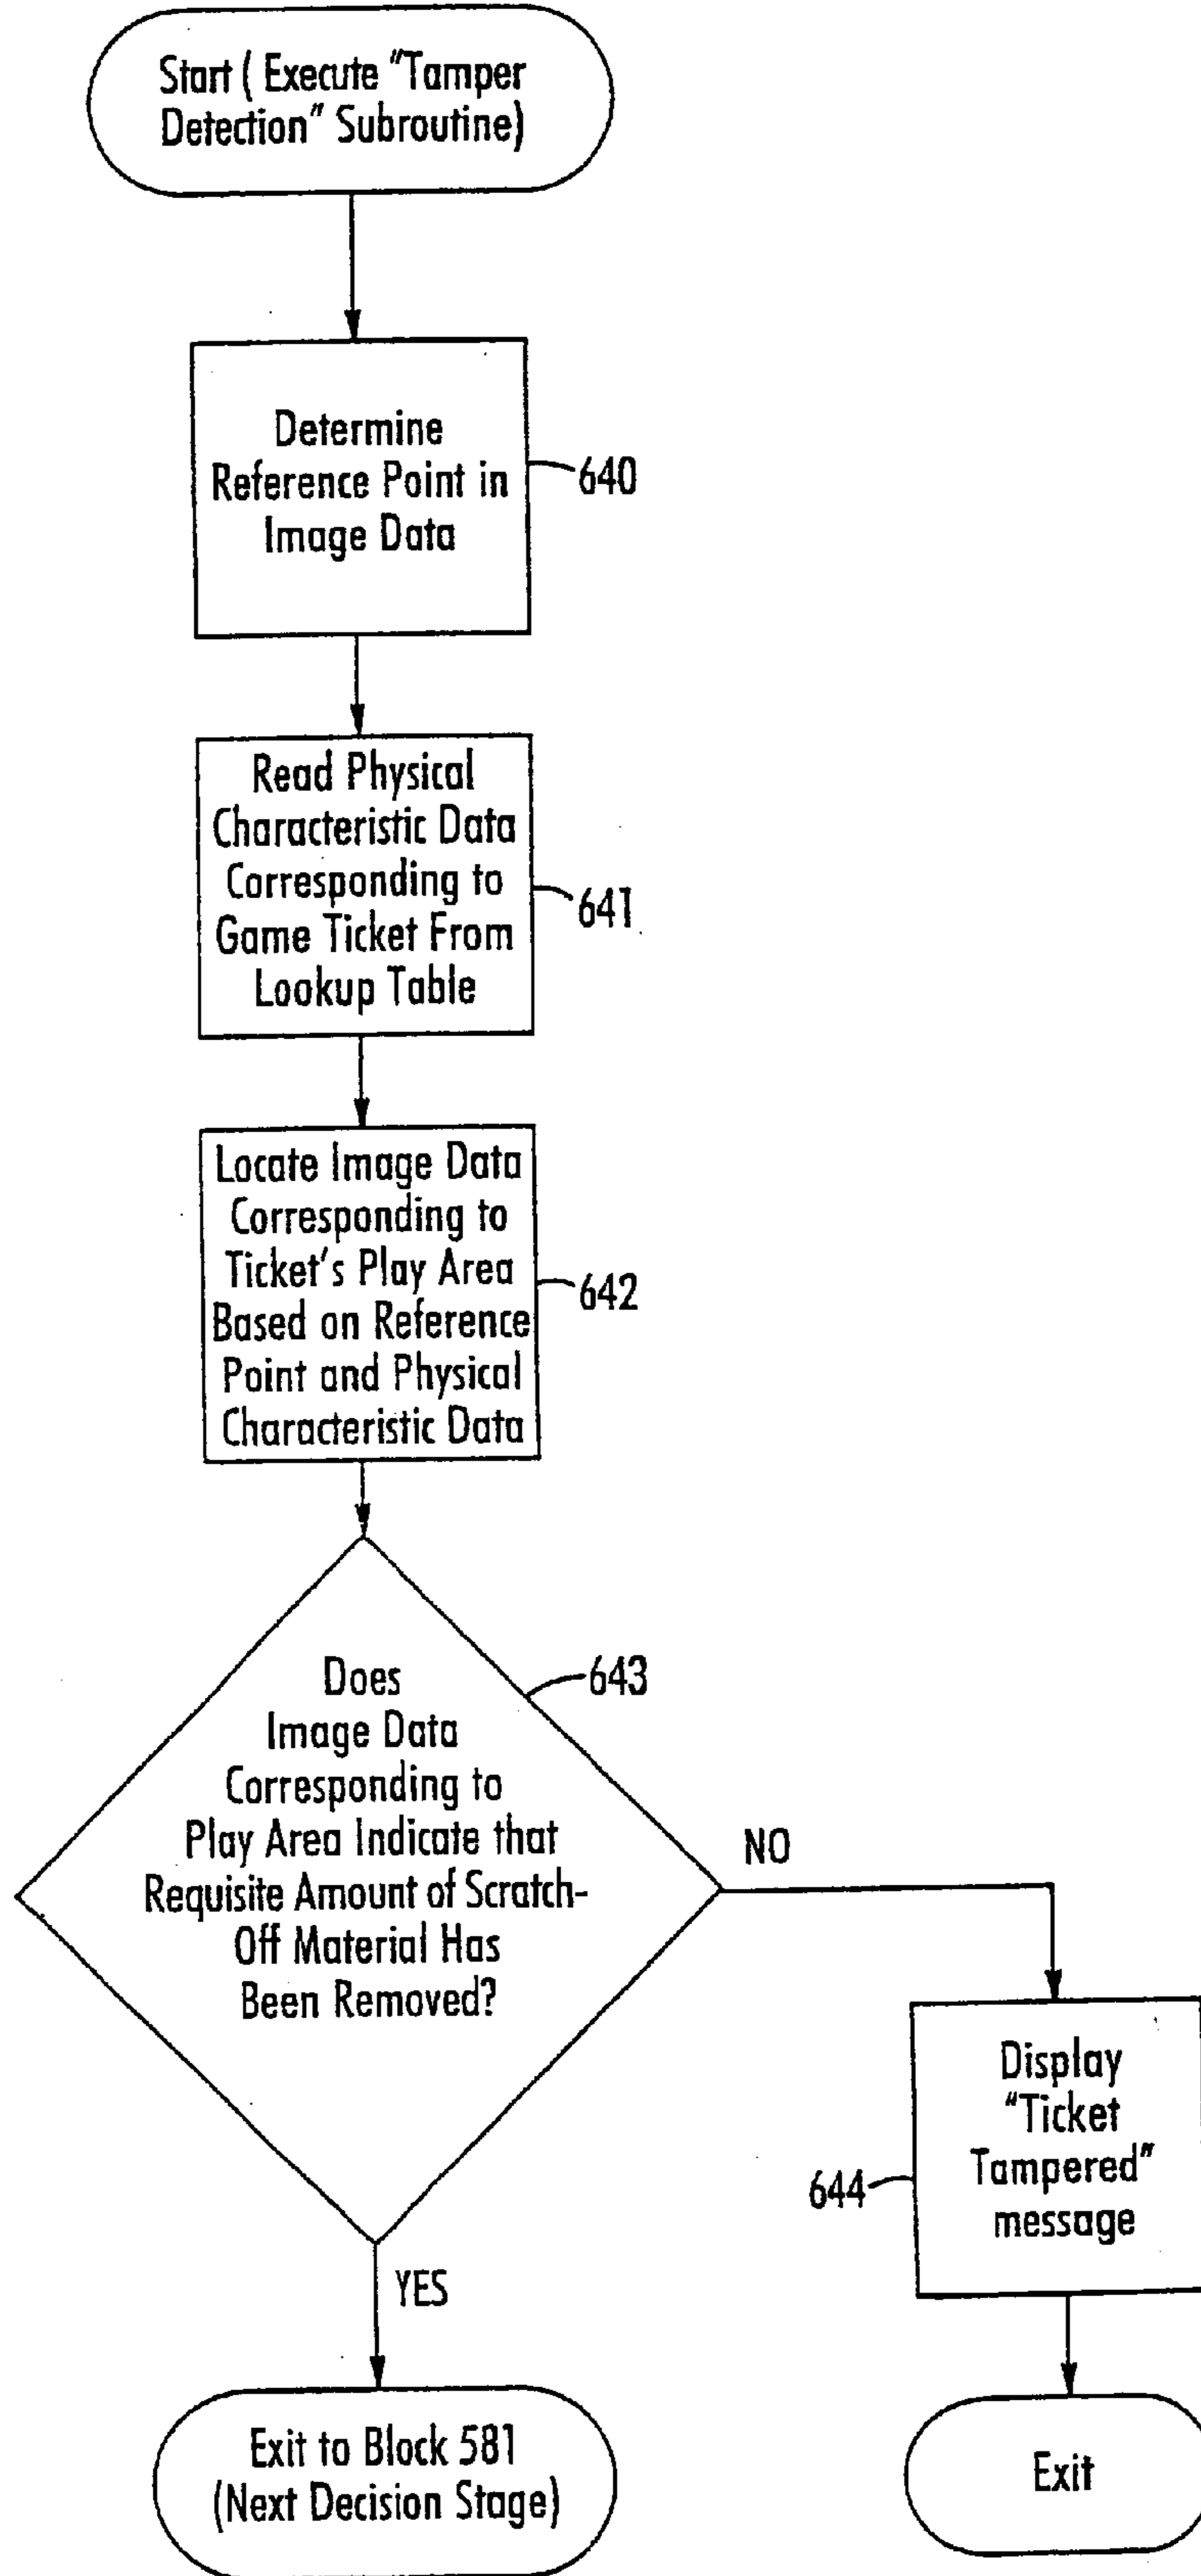 Start ( Execute "Tamper
Detection" Subroutine)
Determine
Reference Point in
Image Data
640
Read Physical
Characteristic Data
Corresponding to
Game Ticket From
Lookup Table
641
Locate Image Data
Corresponding to
Ticket's Play Area
Based on Reference
Point and Physical
Characteristic Data
642
Does
Image Data
Corresponding to
Play Area Indicate that
Requisite Amount of Scratch-
Off Material Has
Been Removed?
643
NO
Display
"Ticket
Tampered"
message
644
YES
Exit to Block 581
(Next Decision Stage)
Exit